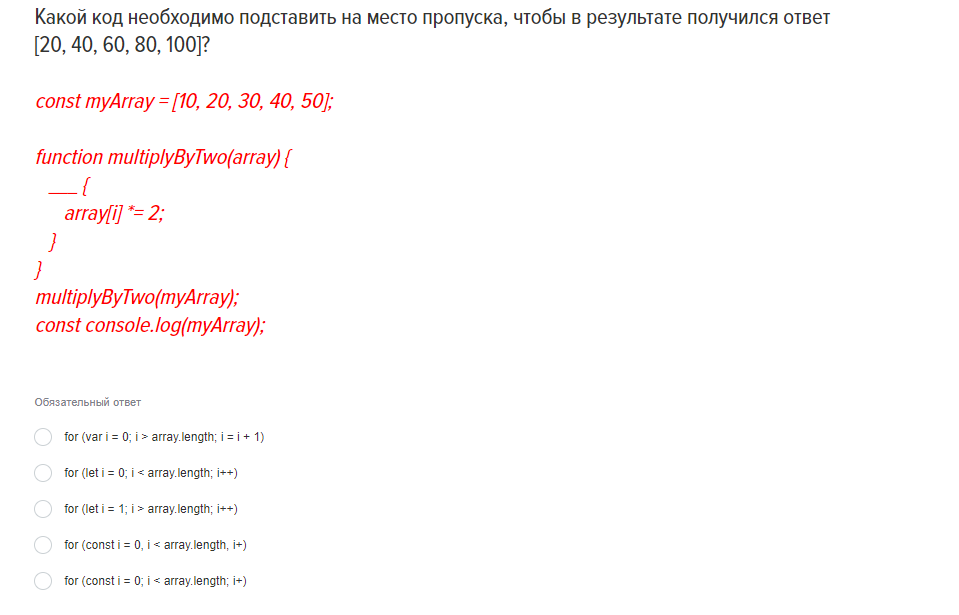 Какой код необходимо подставить на место пропуска, чтобы в результате получился ответ
[20, 40, 60, 80, 100]?
const myArray = [10, 20, 30, 40, 50];
function multiplyByTwo(array) {
___ {
array[i] *= 2;
}
}
multiplyByTwo(myArray);
const console.log(myArray);
Обязательный ответ
for (var i = 0; i > array.length; i = i + 1)
for (let i = 0; i < array.length; i++)
for (let i = 1; i > array.length; i++)
for (const i = 0, i < array.length, i+)
for (const i = 0; i < array.length; i+)